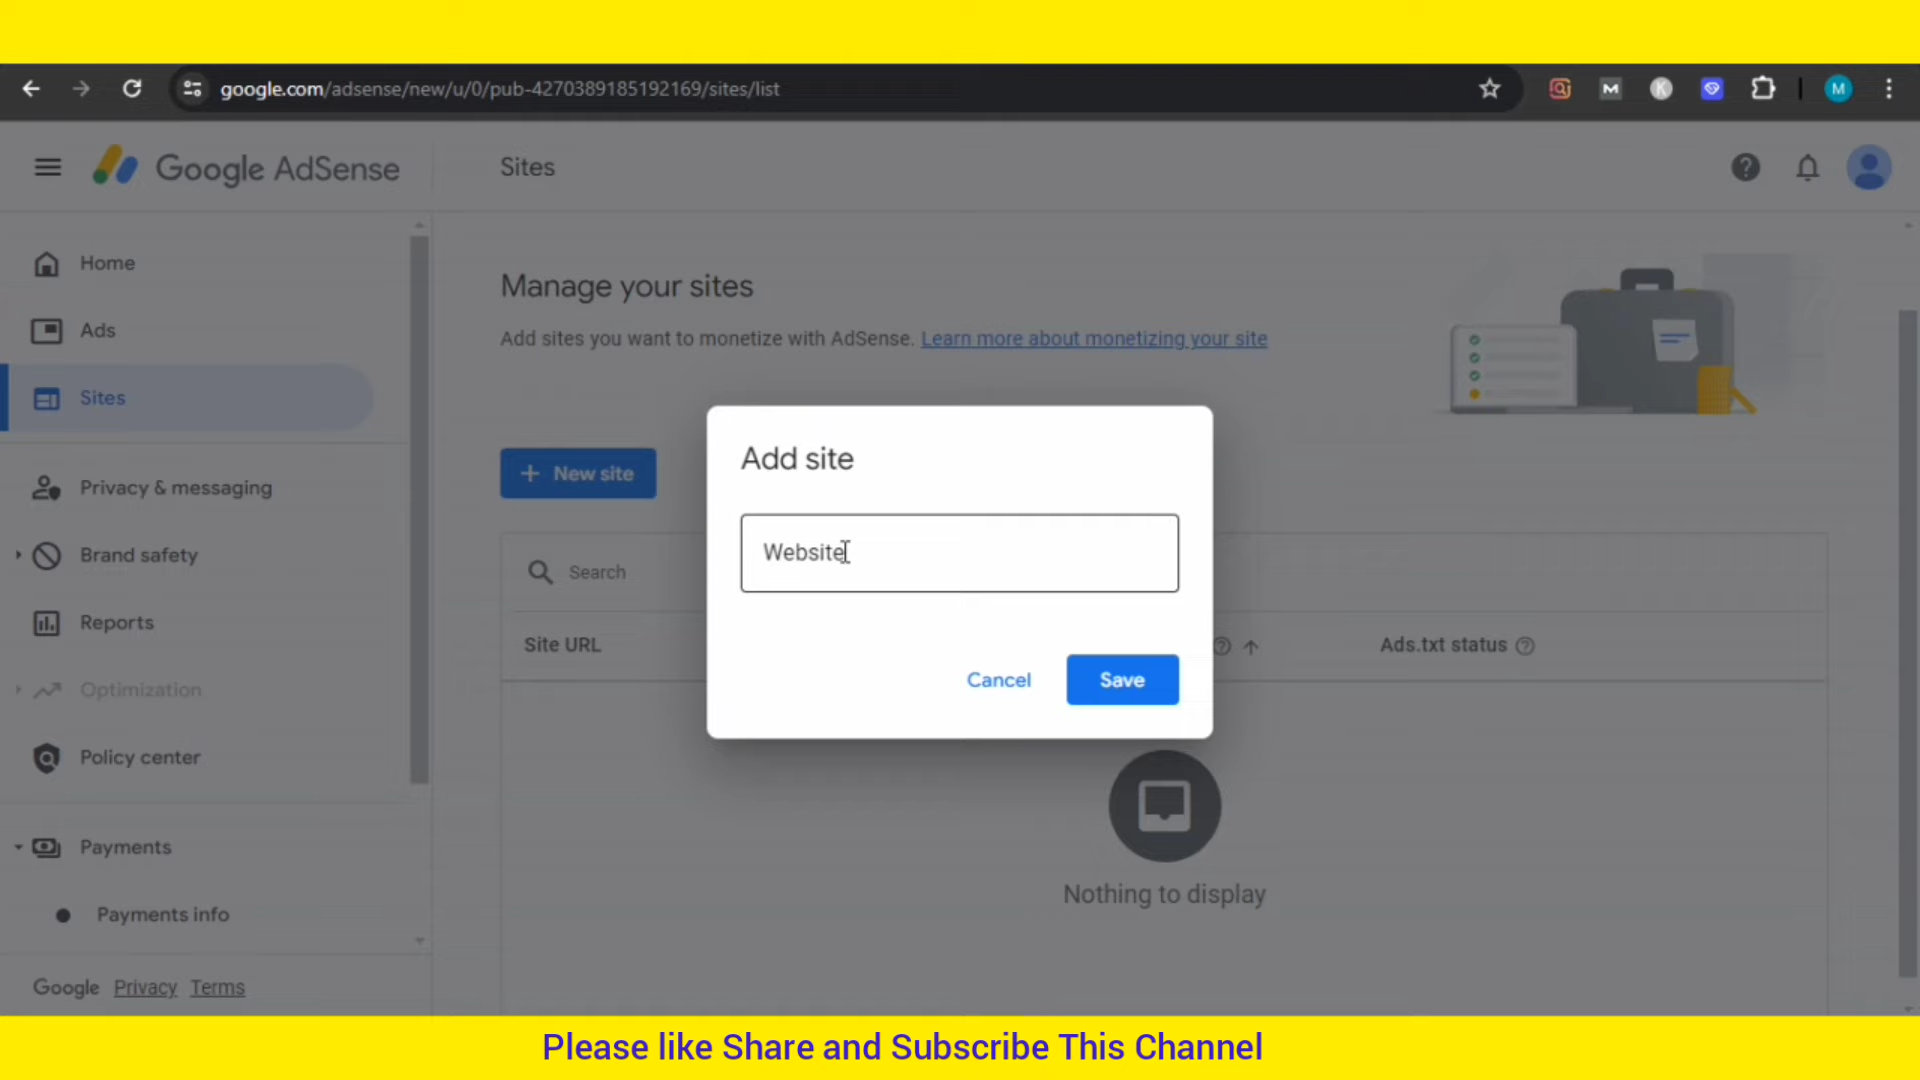 google.com/adsense/new/u/0/pub-4270389185192169/sites/list
M
K
M
Google AdSense
Sites
Home
Ads
Sites
Privacy & messaging
Brand safety
Reports
Optimization
Policy center
Payments
Payments info
Google Privacy Terms
Manage your sites
Add sites you want to monetize with AdSense. Learn more about monetizing your site
+ New site
Search
Site URL
Ads.txt status
Nothing to display
Add site
Website
Cancel
Save
Please like Share and Subscribe This Channel